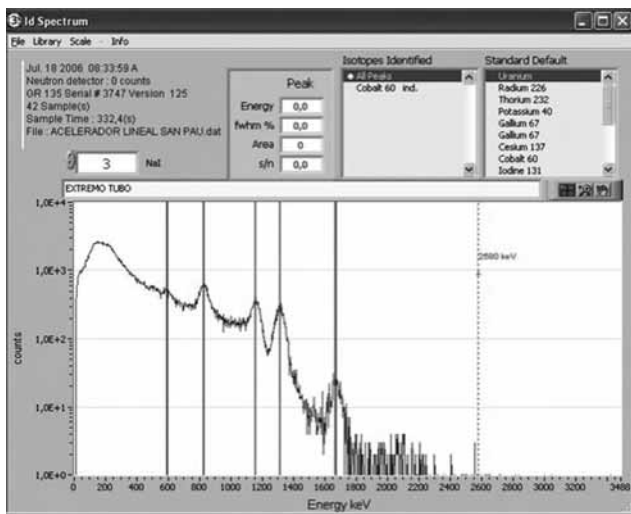 Id Spectrum
File Library Scale - Info
Jul. 18 2006 08:33:59 A
Neutron detector : 0 counts
GR 135 Serial # 3747 Version 125
42 Sample(s)
Sample Time : 332,4(s)
File : ACELERADOR LINEAL SAN PAU.dat
3 NaI
Peak
Energy 0,0
fwhm % 0,0
Area 0
s/n 0,0
Isotopes Identified
All Peaks
Cobalt 60 ind.
Standard Default
Uranium
Radium 226
Thorium 232
Potassium 40
Gallium 67
Gallium 67
Cesium 137
Cobalt 60
Iodine 131
EXTREMO TUBO
1,0E+4
1,0E+3
1,0E+2
1,0E+1
1,0E+0
counts
2580 keV
0 200 400 600 800 1000 1200 1400 1600 1800 2000 2200 2400 2600 2800 3000 3200 3488
Energy keV